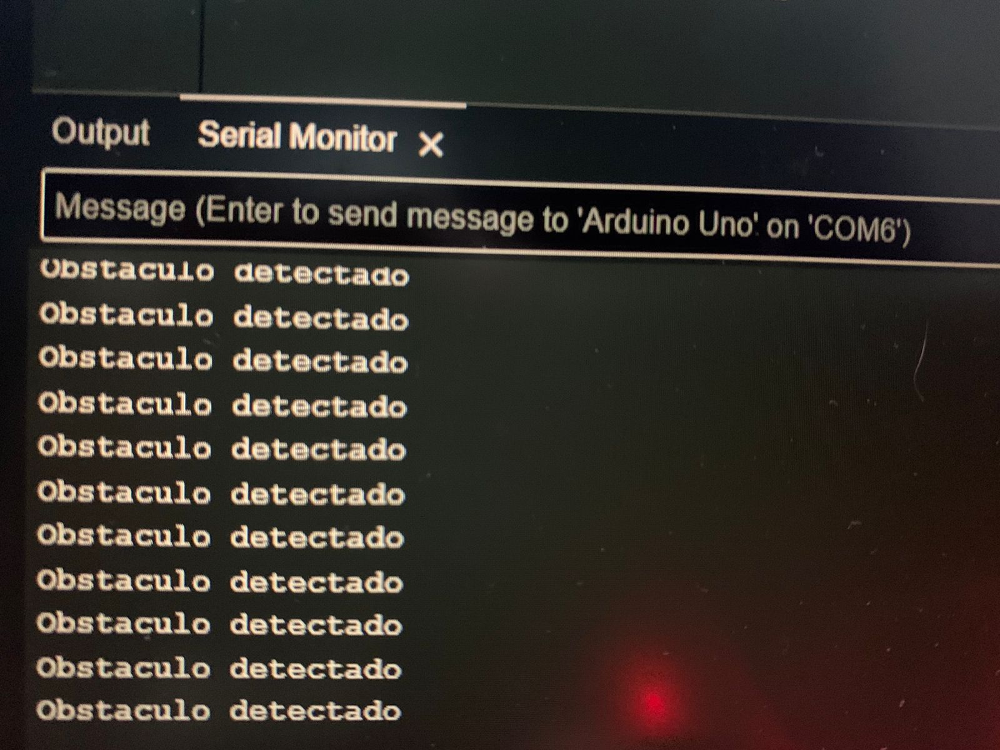 Output Serial Monitor X
Message (Enter to send message to 'Arduino Uno' on 'COM6')
Obstaculo detectado
Obstaculo detectado
Obstaculo detectado
Obstaculo detectado
Obstaculo detectado
Obstaculo detectado
Obstaculo detectado
Obstaculo detectado
Obstaculo detectado
Obstaculo detectado
Obstaculo detectado